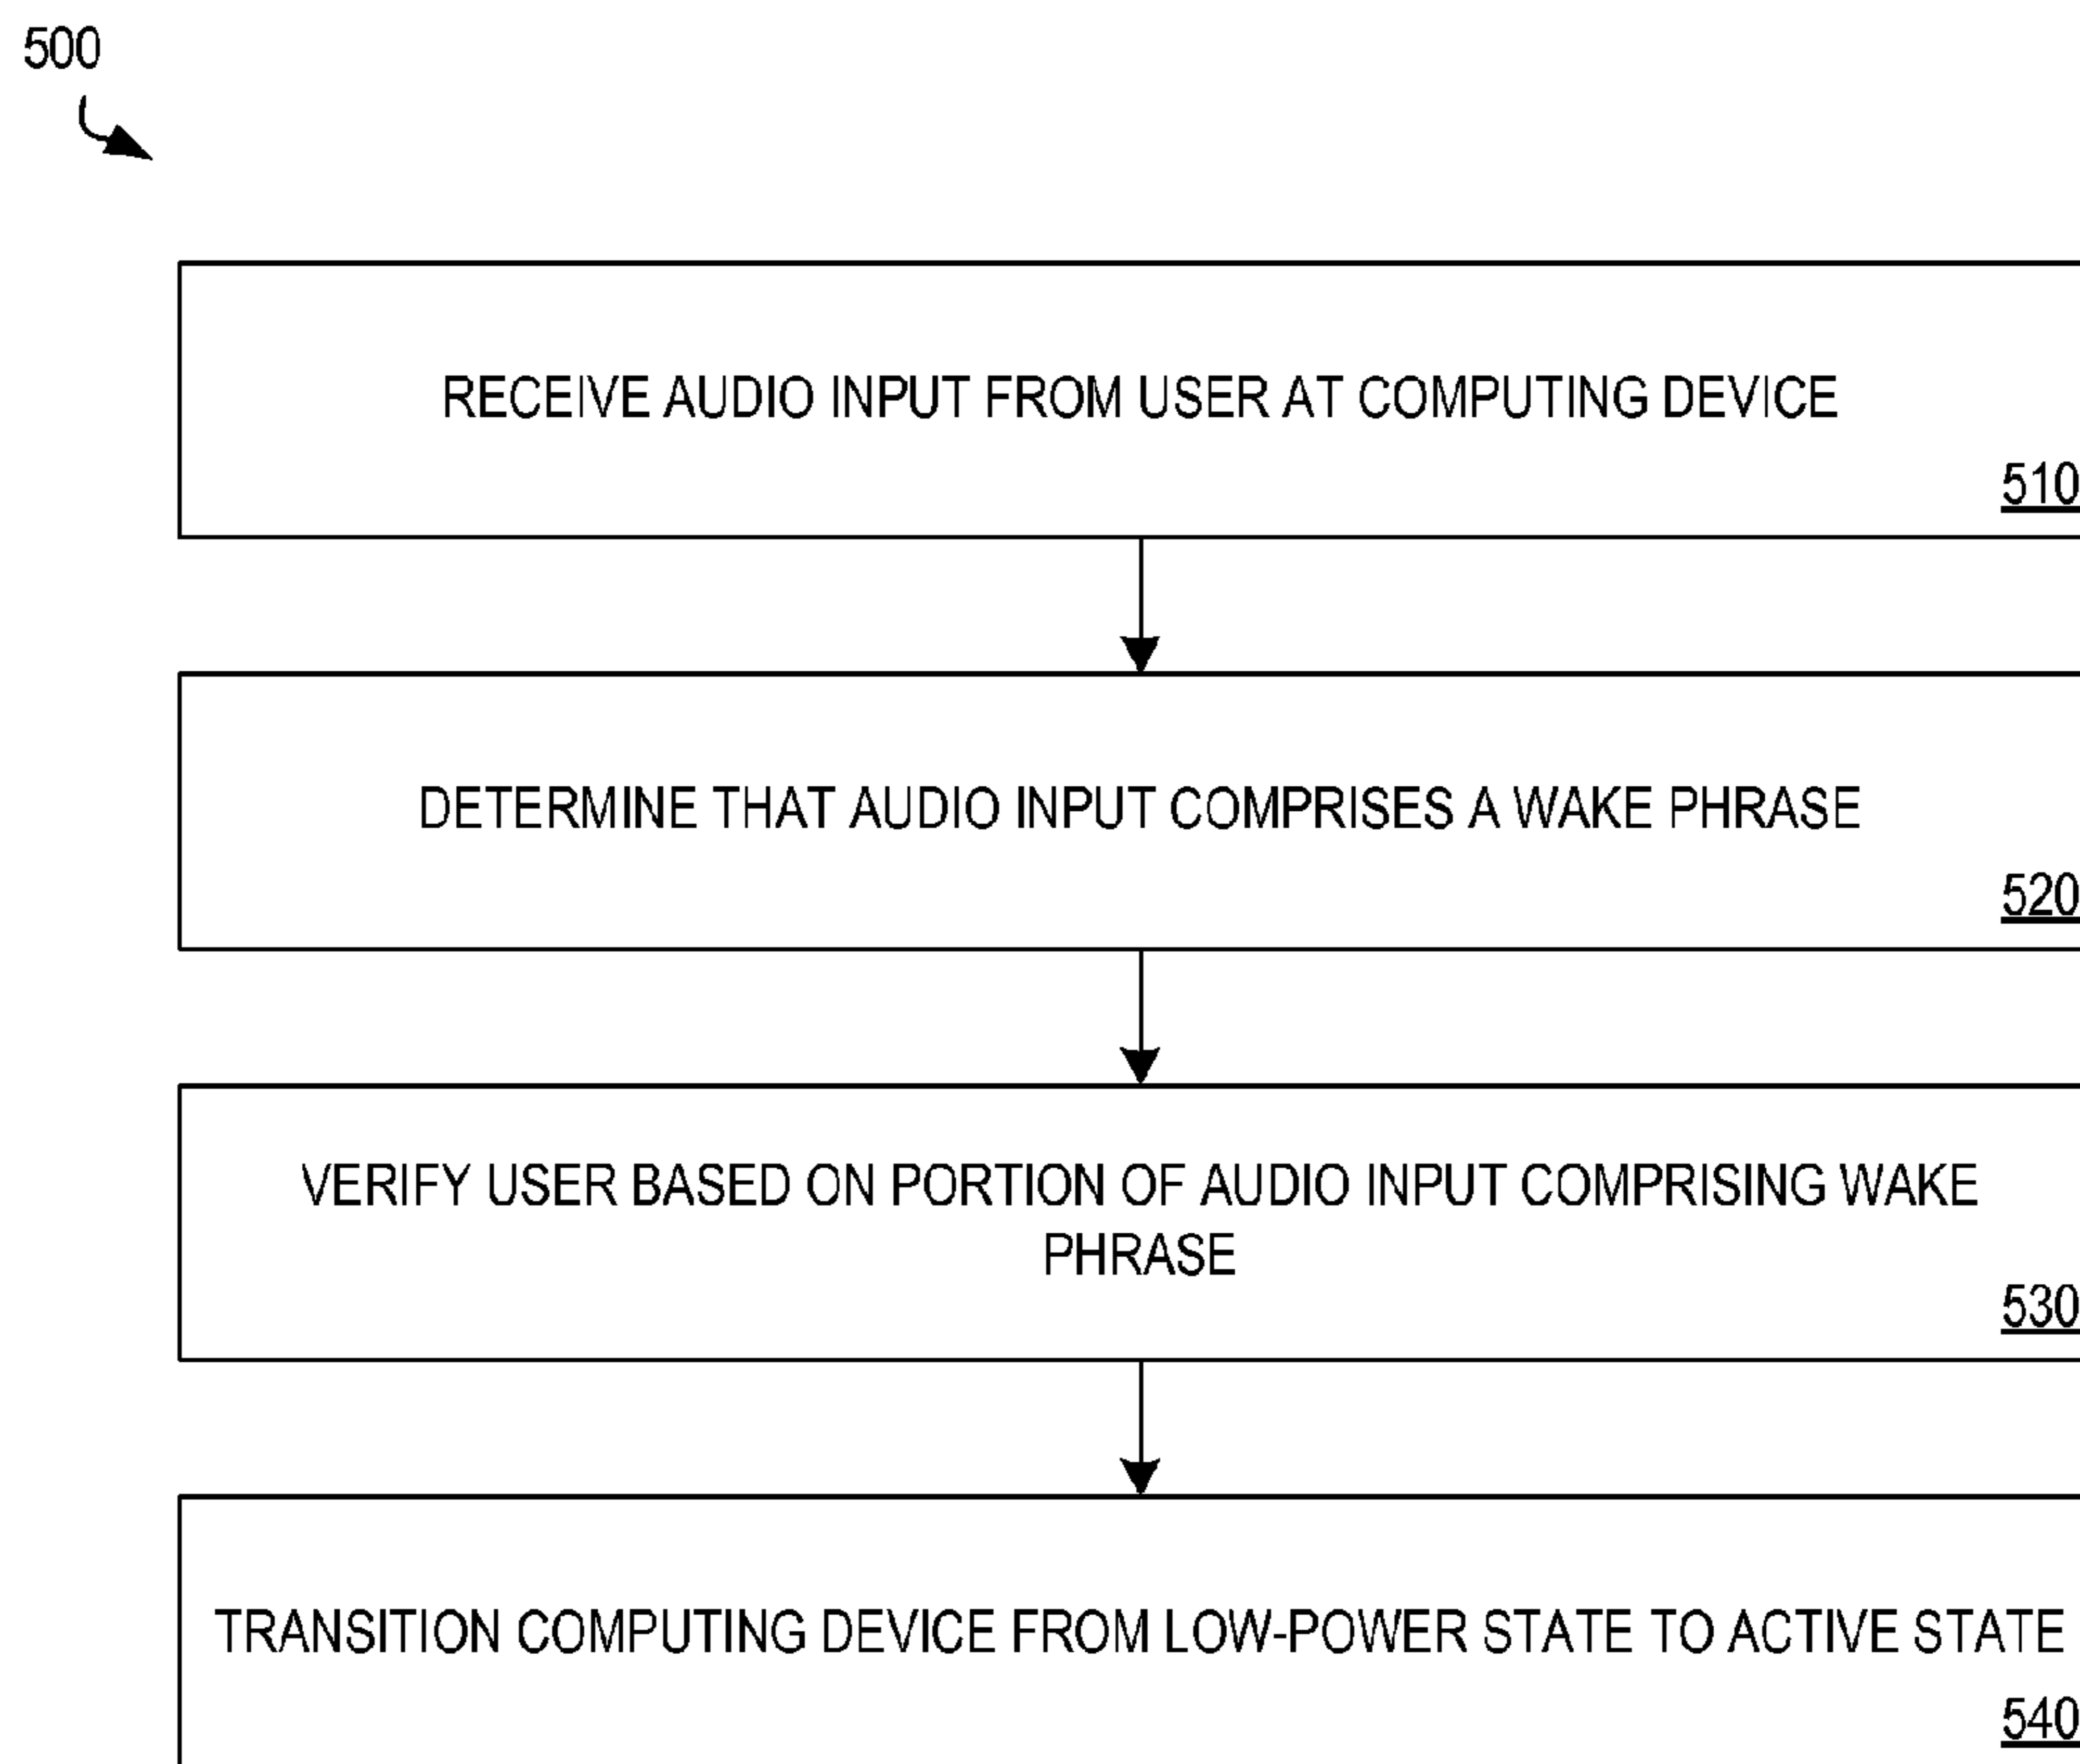 500
RECEIVE AUDIO INPUT FROM USER AT COMPUTING DEVICE
510
DETERMINE THAT AUDIO INPUT COMPRISES A WAKE PHRASE
520
VERIFY USER BASED ON PORTION OF AUDIO INPUT COMPRISING WAKE
PHRASE
530
TRANSITION COMPUTING DEVICE FROM LOW-POWER STATE TO ACTIVE STATE
540